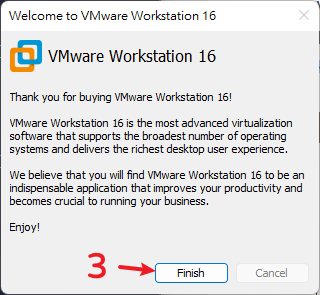 Welcome to VMware Workstation 16
VMware Workstation 16
Thank you for buying VMware Workstation 16!
VMware Workstation 16 is the most advanced virtualization
software that supports the broadest number of operating
systems and delivers the richest desktop user experience.
We believe that you will find VMware Workstation 16 to be an
indispensable application that improves your productivity and
becomes crucial to running your business.
Enjoy!
3 Finish Cancel